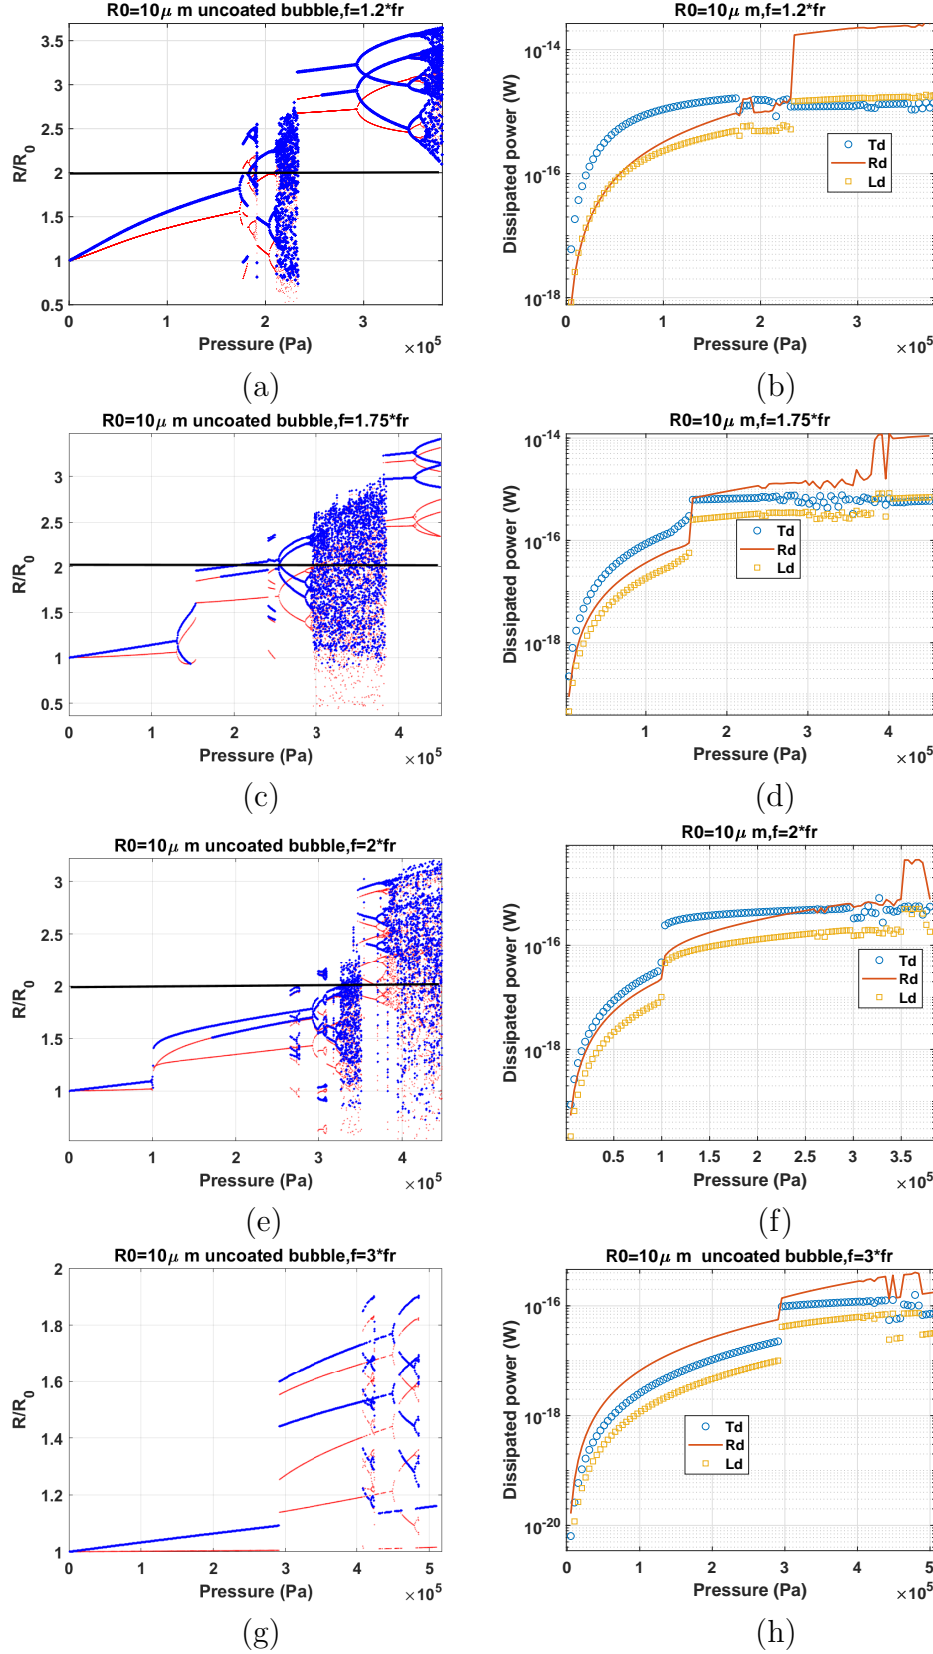 R0=10μ m uncoated bubble,f=1.2*fr
R/R0
3.5
3
2.5
2
1.5
1
0.5
0 1 2 3
Pressure (Pa) ×10^5
(a)
R0=10μ m,f=1.2*fr
Dissipated power (W)
10^-14
10^-16
10^-18
Td
Rd
Ld
0 1 2 3
Pressure (Pa) ×10^5
(b)
R0=10μ m uncoated bubble,f=1.75*fr
R/R0
3
2.5
2
1.5
1
0.5
0 1 2 3 4
Pressure (Pa) ×10^5
(c)
R0=10μ m,f=1.75*fr
Dissipated power (W)
10^-14
10^-16
10^-18
Td
Rd
Ld
1 2 3 4
Pressure (Pa) ×10^5
(d)
R0=10μ m uncoated bubble,f=2*fr
R/R0
3
2.5
2
1.5
1
0 1 2 3 4
Pressure (Pa) ×10^5
(e)
R0=10μ m,f=2*fr
Dissipated power (W)
10^-16
10^-18
Td
Rd
Ld
0.5 1 1.5 2 2.5 3 3.5
Pressure (Pa) ×10^5
(f)
R0=10μ m uncoated bubble,f=3*fr
R/R0
2
1.8
1.6
1.4
1.2
1
0 1 2 3 4 5
Pressure (Pa) ×10^5
(g)
R0=10μ m uncoated bubble,f=3*fr
Dissipated power (W)
10^-16
10^-18
10^-20
Td
Rd
Ld
0 1 2 3 4 5
Pressure (Pa) ×10^5
(h)